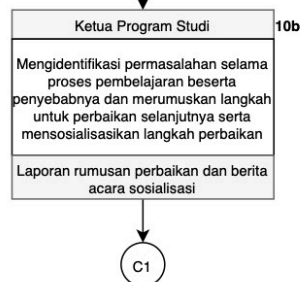 Ketua Program Studi
10b
Mengidentifikasi permasalahan selama
proses pembelajaran beserta
penyebabnya dan merumuskan langkah
untuk perbaikan selanjutnya serta
mensosialisasikan langkah perbaikan
Laporan rumusan perbaikan dan berita
acara sosialisasi
C1